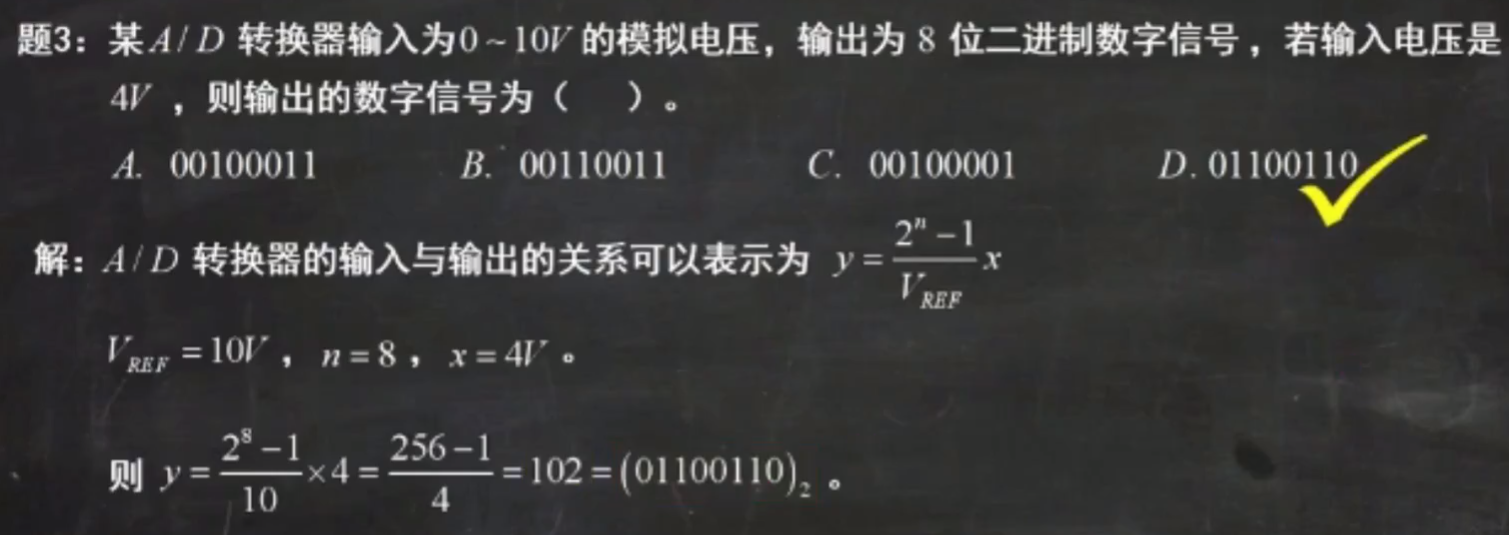 题3：某A/D 转换器输入为0~10V 的模拟电压，输出为 8 位二进制数字信号，若输入电压是
4V ，则输出的数字信号为（ ）。
A. 00100011 B. 00110011 C. 00100001 D. 01100110
解：A/D 转换器的输入与输出的关系可以表示为 y = \frac{2^n - 1}{V_{REF}} x
V_{REF} = 10V ，n = 8 ，x = 4V 。
则 y = \frac{2^8 - 1}{10} × 4 = \frac{256 - 1}{4} = 102 = (01100110)_2 。